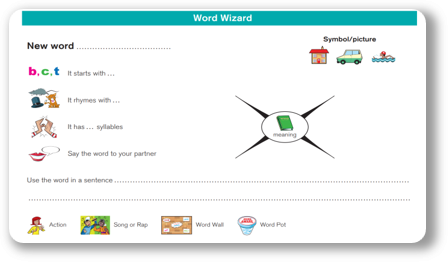 Word Wizard
New word ................................
Symbol/picture
b,c,t It starts with ...
It rhymes with ...
It has ... syllables
Say the word to your partner
meaning
Use the word in a sentence ................................................................
................................................................
Action Song or Rap Word Wall Word Pot